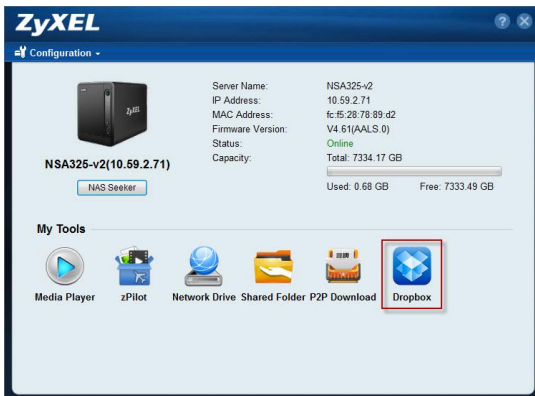 ZyXEL
Configuration
ZyXEL
NSA325-v2(10.59.2.71)
NAS Seeker
Server Name: NSA325-v2
IP Address: 10.59.2.71
MAC Address: fc:f5:28:78:89:d2
Firmware Version: V4.61(AALS.0)
Status: Online
Capacity: Total: 7334.17 GB
Used: 0.68 GB Free: 7333.49 GB
My Tools
Media Player zPilot Network Drive Shared Folder P2P Download Dropbox